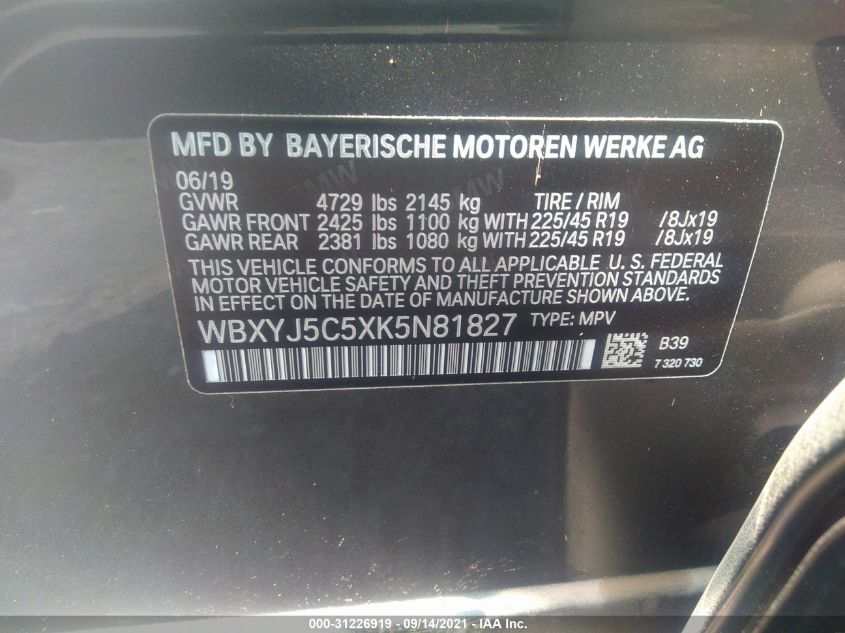 MFD BY BAYERISCHE MOTOREN WERKE AG
06/19
GVWR 4729 lbs 2145 kg TIRE / RIM
GAWR FRONT 2425 lbs 1100 kg WITH 225/45 R19 /8Jx19
GAWR REAR 2381 lbs 1080 kg WITH 225/45 R19 /8Jx19
THIS VEHICLE CONFORMS TO ALL APPLICABLE U. S. FEDERAL
MOTOR VEHICLE SAFETY AND THEFT PREVENTION STANDARDS
IN EFFECT ON THE DATE OF MANUFACTURE SHOWN ABOVE.
WBXYJ5C5XK5N81827 TYPE: MPV
B39
7 320 730
000-31226919 - 09/14/2021 - IAA Inc.